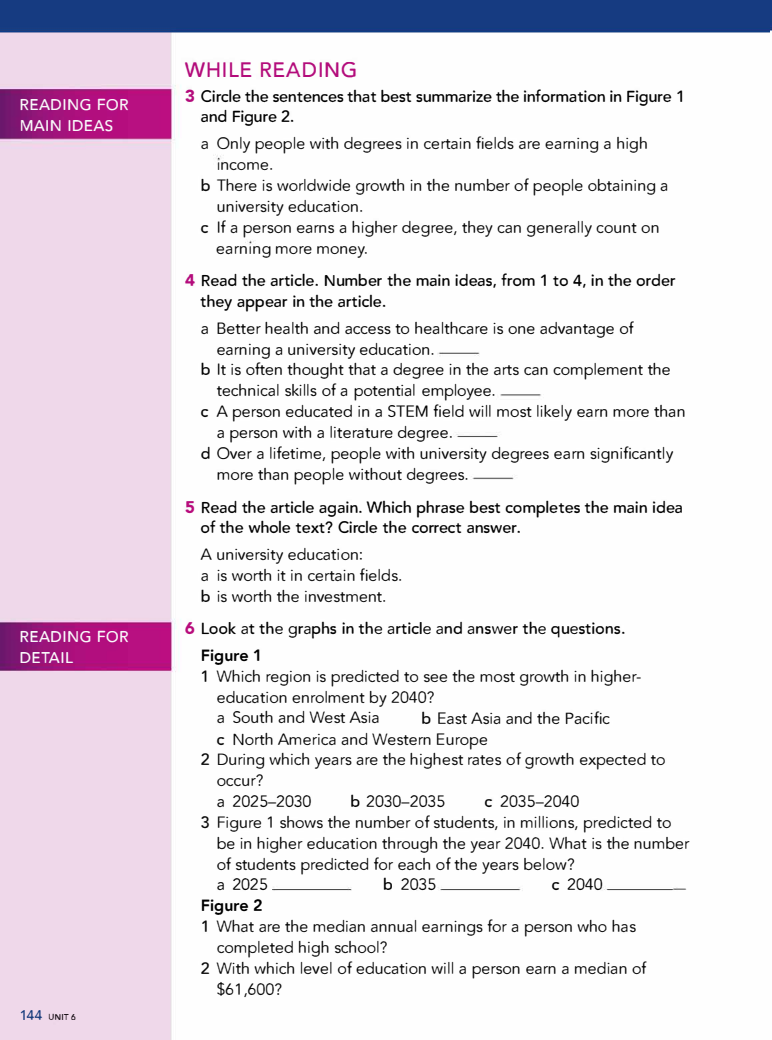 WHILE READING
READING FOR
MAIN IDEAS
3 Circle the sentences that best summarize the information in Figure 1
and Figure 2.
a Only people with degrees in certain fields are earning a high
income.
b There is worldwide growth in the number of people obtaining a
university education.
c If a person earns a higher degree, they can generally count on
earning more money.
4 Read the article. Number the main ideas, from 1 to 4, in the order
they appear in the article.
a Better health and access to healthcare is one advantage of
earning a university education. _____
b It is often thought that a degree in the arts can complement the
technical skills of a potential employee. _____
c A person educated in a STEM field will most likely earn more than
a person with a literature degree. _____
d Over a lifetime, people with university degrees earn significantly
more than people without degrees. _____
5 Read the article again. Which phrase best completes the main idea
of the whole text? Circle the correct answer.
A university education:
a is worth it in certain fields.
b is worth the investment.
READING FOR
DETAIL
6 Look at the graphs in the article and answer the questions.
Figure 1
1 Which region is predicted to see the most growth in higher-
education enrolment by 2040?
a South and West Asia b East Asia and the Pacific
c North America and Western Europe
2 During which years are the highest rates of growth expected to
occur?
a 2025–2030 b 2030–2035 c 2035–2040
3 Figure 1 shows the number of students, in millions, predicted to
be in higher education through the year 2040. What is the number
of students predicted for each of the years below?
a 2025 __________ b 2035 __________ c 2040 __________
Figure 2
1 What are the median annual earnings for a person who has
completed high school?
2 With which level of education will a person earn a median of
$61,600?
144 UNIT 6